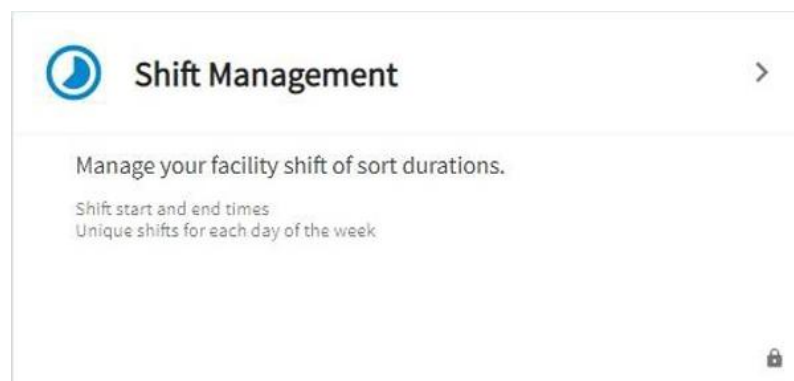 Shift Management
Manage your facility shift of sort durations.
Shift start and end times
Unique shifts for each day of the week